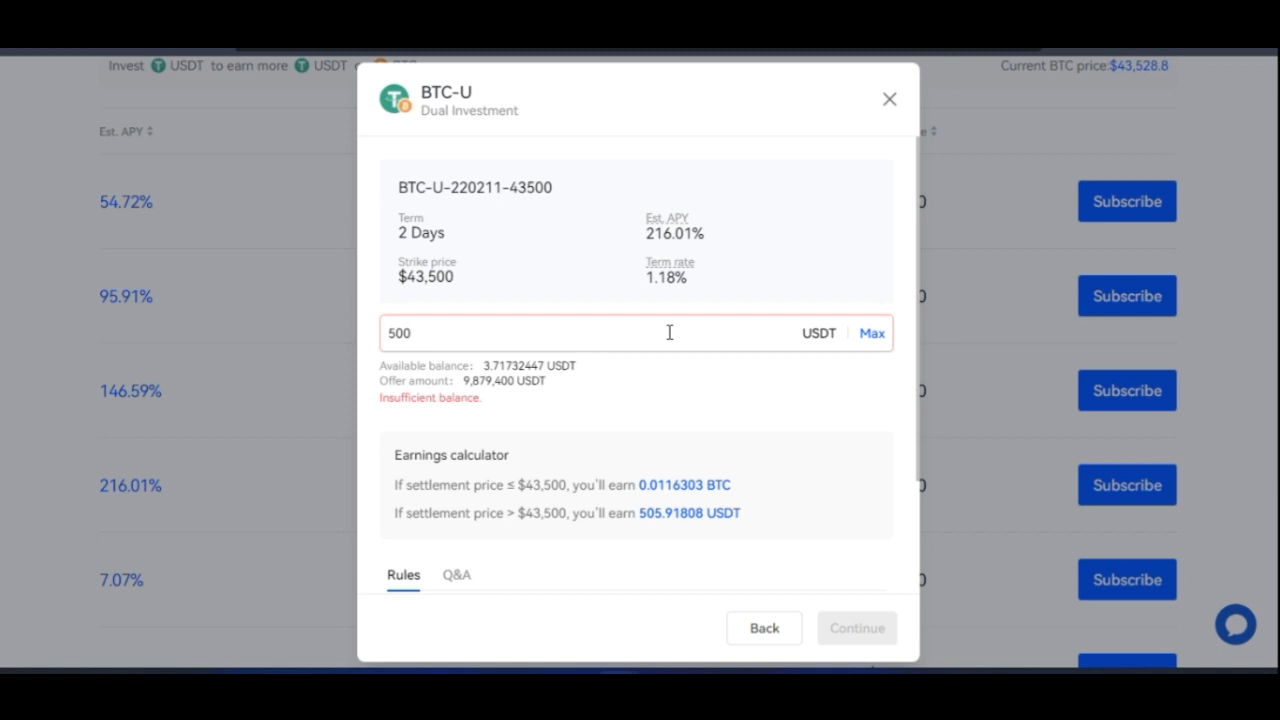 Invest USDT to earn more USDT
Current BTC price:$43,528.8
BTC-U
Dual Investment
Est. APY
BTC-U-220211-43500
Term
2 Days
Est. APY
216.01%
Strike price
$43,500
Term rate
1.18%
54.72%
Subscribe
95.91%
Subscribe
500
USDT
Max
Available balance: 3.71732447 USDT
Offer amount: 9,879,400 USDT
Insufficient balance.
146.59%
Subscribe
Earnings calculator
If settlement price ≤ $43,500, you'll earn 0.0116303 BTC
If settlement price > $43,500, you'll earn 505.91808 USDT
216.01%
Subscribe
Rules
Q&A
7.07%
Subscribe
Back
Continue